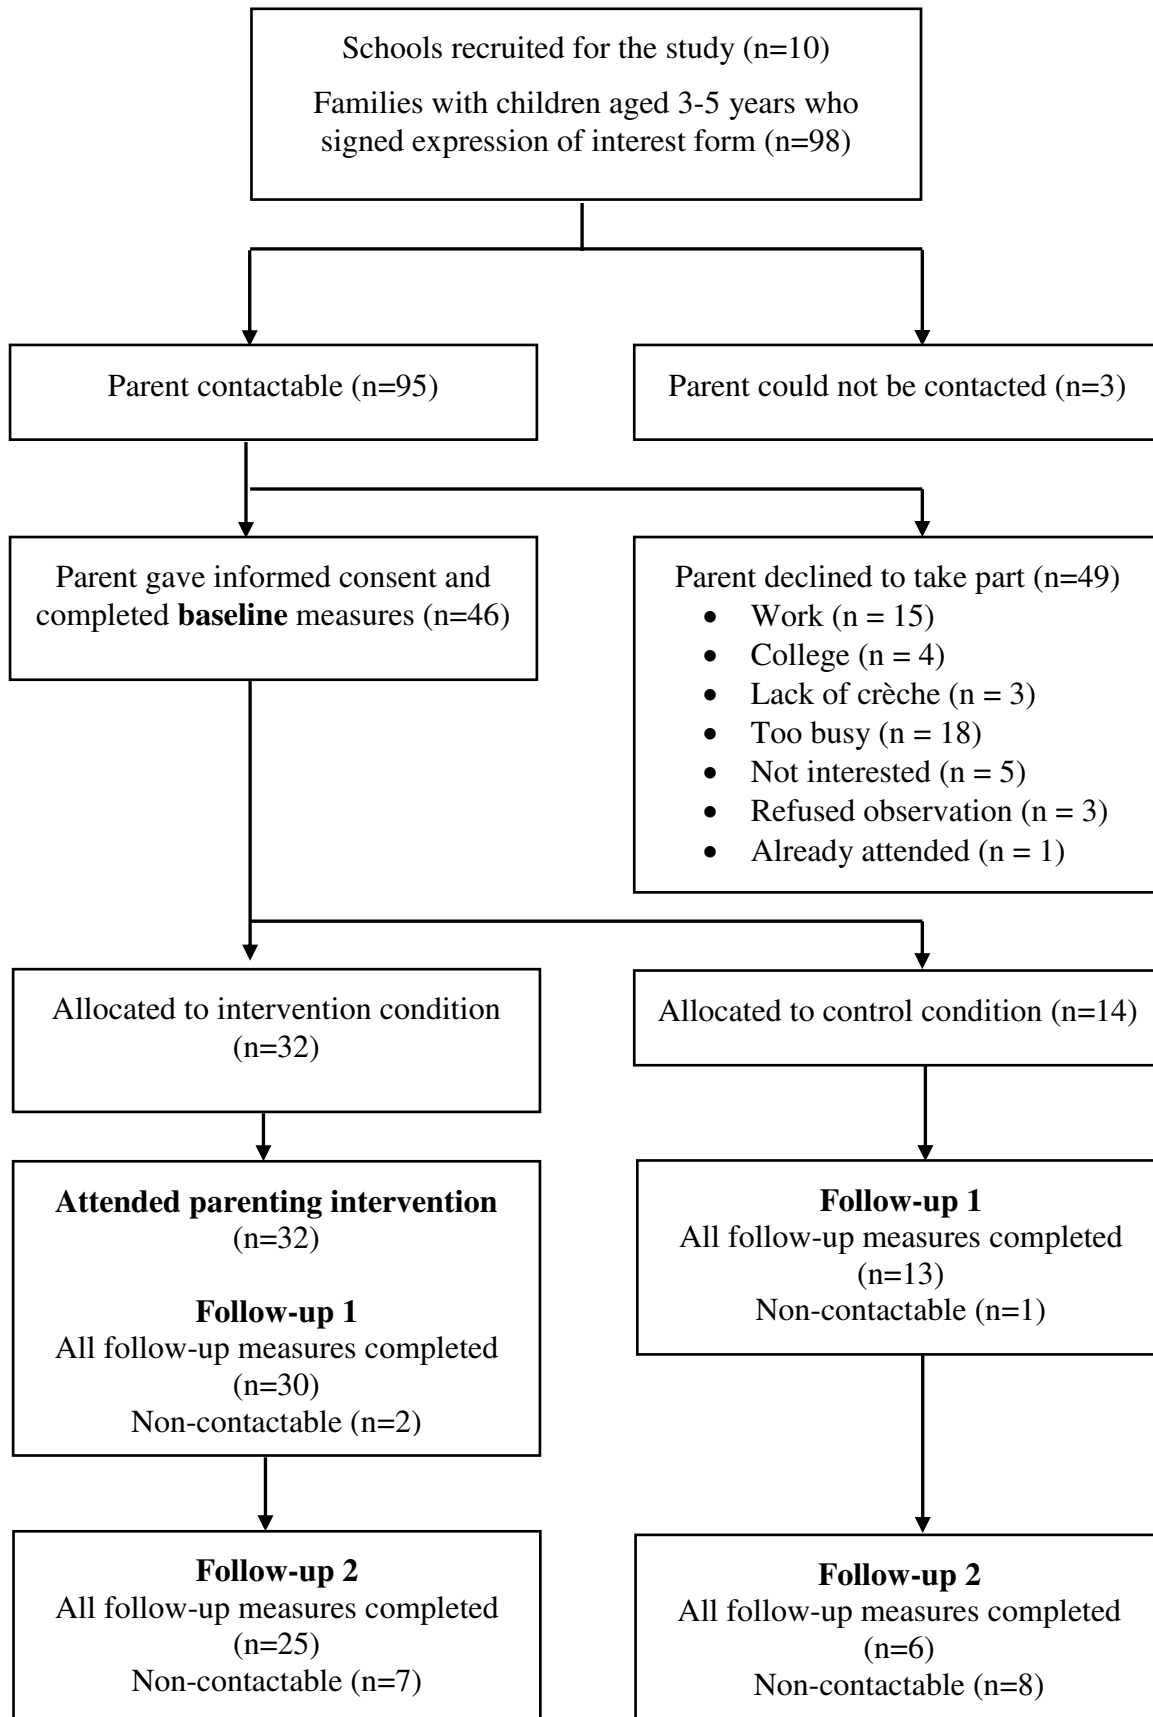 Schools recruited for the study (n=10)
Families with children aged 3-5 years who
signed expression of interest form (n=98)
Parent contactable (n=95)
Parent could not be contacted (n=3)
Parent gave informed consent and
completed baseline measures (n=46)
Parent declined to take part (n=49)
• Work (n = 15)
• College (n = 4)
• Lack of crèche (n = 3)
• Too busy (n = 18)
• Not interested (n = 5)
• Refused observation (n = 3)
• Already attended (n = 1)
Allocated to intervention condition
(n=32)
Allocated to control condition (n=14)
Attended parenting intervention
(n=32)
Follow-up 1
All follow-up measures completed
(n=30)
Non-contactable (n=2)
Follow-up 1
All follow-up measures completed
(n=13)
Non-contactable (n=1)
Follow-up 2
All follow-up measures completed
(n=25)
Non-contactable (n=7)
Follow-up 2
All follow-up measures completed
(n=6)
Non-contactable (n=8)